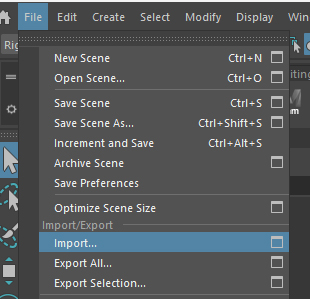 File Edit Create Select Modify Display Win
Rig
iting
New Scene Ctrl+N
Open Scene... Ctrl+O
m
Save Scene Ctrl+S
Save Scene As... Ctrl+Shift+S
Increment and Save Ctrl+Alt+S
Archive Scene
Save Preferences
Optimize Scene Size
Import/Export
Import...
Export All...
Export Selection...